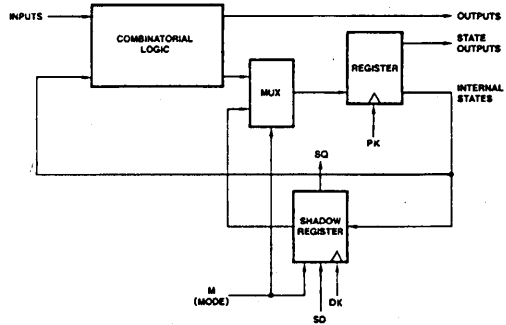 INPUTS
COMBINATORIAL
LOGIC
OUTPUTS
STATE
OUTPUTS
REGISTER
MUX
INTERNAL
STATES
PK
SQ
SHADOW
REGISTER
M
(MODE)
DK
SD